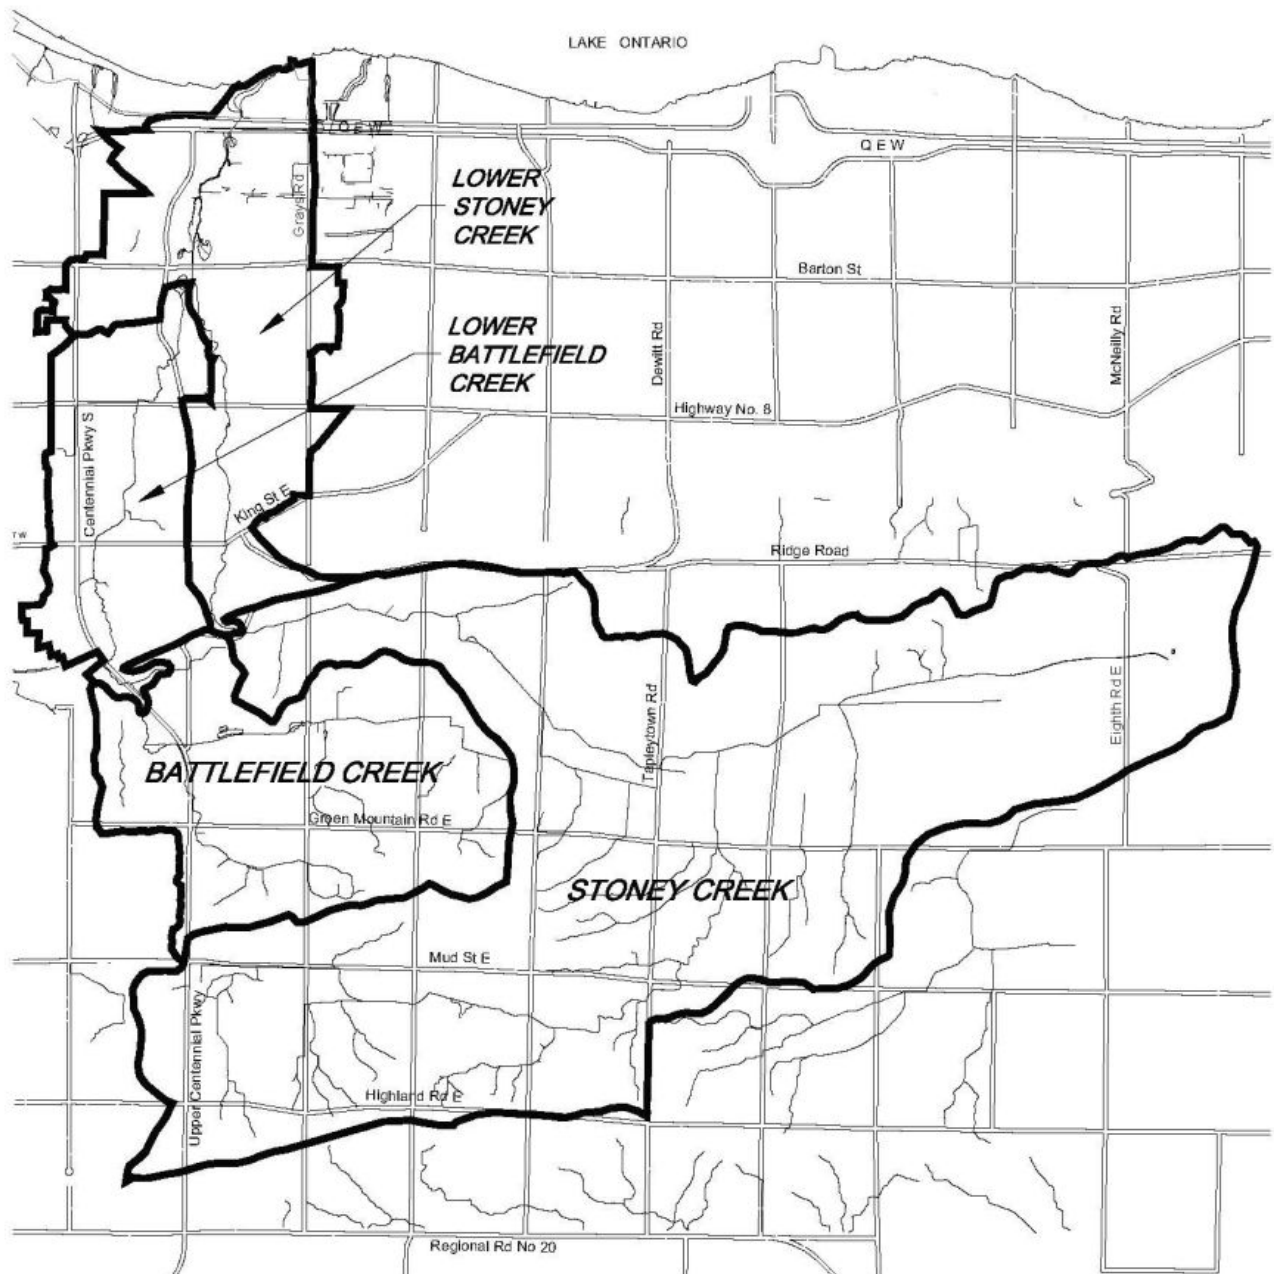 LAKE ONTARIO
Q E W
Q E W
LOWER
STONEY
CREEK
Grays Rd
Barton St
LOWER
BATTLEFIELD
CREEK
Dewitt Rd
McNeilly Rd
Highway No. 8
Centennial Pkwy S
King St E
TW
Ridge Road
Tapleytown Rd
Eighth Rd E
BATTLEFIELD CREEK
Green Mountain Rd E
STONEY CREEK
Mud St E
Upper Centennial Pkwy
Highland Rd E
Regional Rd No 20